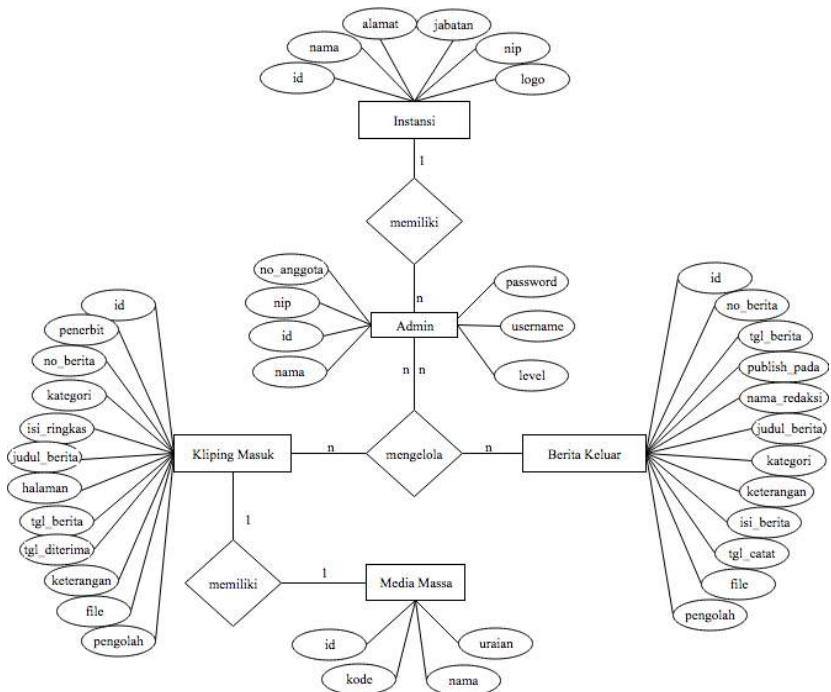 alamat
jabatan
nama
nip
id
logo
Instansi
1
memiliki
n
no_anggota
nip
id
nama
Admin
password
username
level
n n
id
penerbit
no_berita
kategori
isi_ringkas
judul_berita
halaman
tgl_berita
tgl_diterima
keterangan
file
pengolah
Kliping Masuk
n
mengelola
n
Berita Keluar
id
no_berita
tgl_berita
publish_pada
nama_redaksi
judul_berita
kategori
keterangan
isi_berita
tgl_catat
file
pengolah
1
memiliki
1
Media Massa
id
kode
nama
uraian